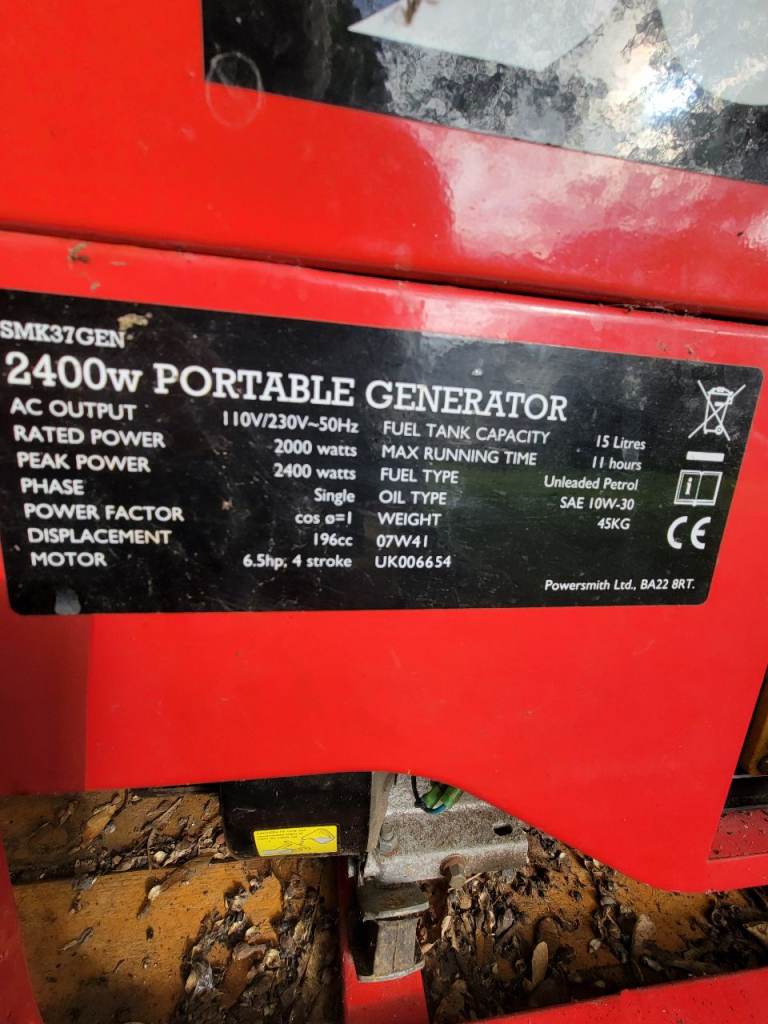 SMK37GEN
2400w PORTABLE GENERATOR
AC OUTPUT 110V/230V~50Hz
RATED POWER 2000 watts
PEAK POWER 2400 watts
PHASE Single
POWER FACTOR cos ø=1
DISPLACEMENT 196cc
MOTOR 6.5hp, 4 stroke
FUEL TANK CAPACITY 15 Litres
MAX RUNNING TIME 11 hours
FUEL TYPE Unleaded Petrol
OIL TYPE SAE 10W-30
WEIGHT 45KG
07W41
UK006654
CE
Powersmith Ltd., BA22 8RT.